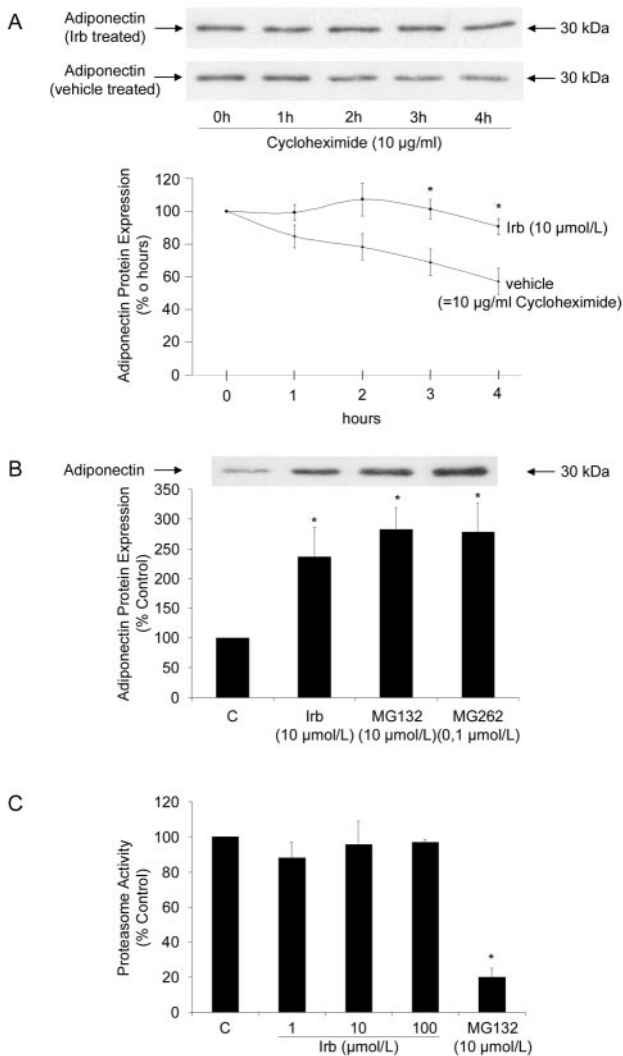 A
Adiponectin
(Irb treated)
30 kDa
Adiponectin
(vehicle treated)
30 kDa
0h 1h 2h 3h 4h
Cycloheximide (10 µg/ml)
Adiponectin Protein Expression
(% o hours)
120
100
80
60
40
20
0
* *
Irb (10 µmol/L)
vehicle
(=10 µg/ml Cycloheximide)
0 1 2 3 4
hours
B
Adiponectin
30 kDa
Adiponectin Protein Expression
(% Control)
350
300
250
200
150
100
50
0
* * *
C Irb MG132 MG262
(10 µmol/L) (10 µmol/L) (0,1 µmol/L)
C
Proteasome Activity
(% Control)
120
100
80
60
40
20
0
*
C 1 10 100 MG132
Irb (µmol/L) (10 µmol/L)